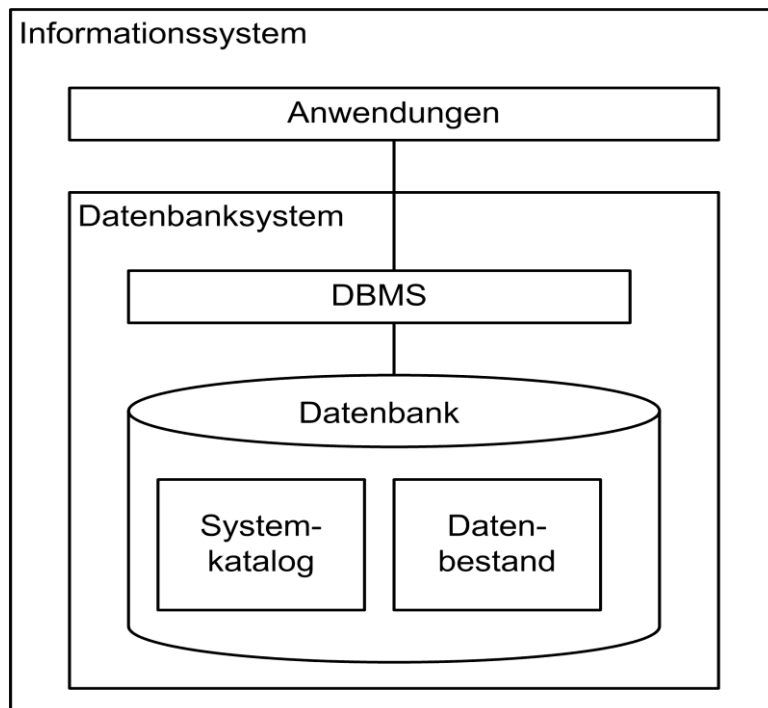 Informationssystem
Anwendungen
Datenbanksystem
DBMS
Datenbank
System-
katalog
Daten-
bestand